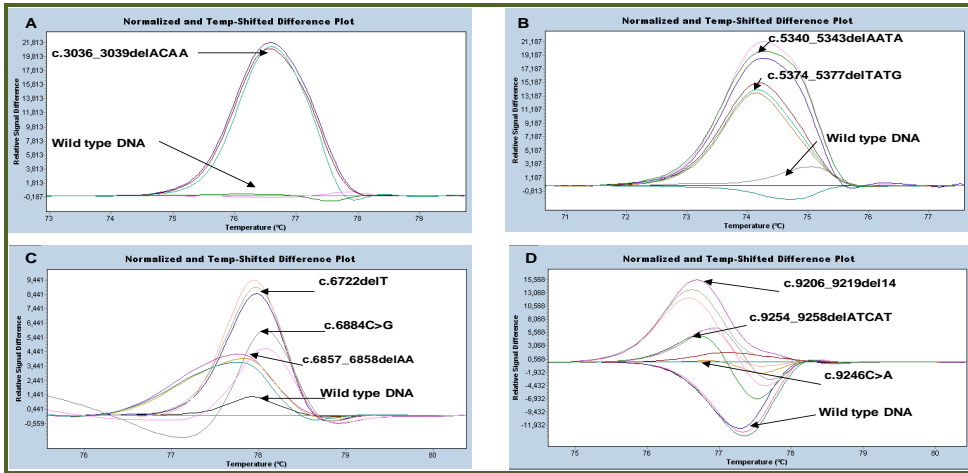 A
Normalized and Temp-Shifted Difference Plot
Relative Signal Difference
21,813
19,813
17,813
15,813
13,813
11,813
9,813
7,813
5,813
3,813
1,813
-0,187
c.3036_3039delACAA
Wild type DNA
73 74 75 76 77 78 79
Temperature (°C)
B
Normalized and Temp-Shifted Difference Plot
Relative Signal Difference
21,187
19,187
17,187
15,187
13,187
11,187
9,187
7,187
5,187
3,187
1,187
-0,813
c.5340_5343delAATA
c.5374_5377delTATG
Wild type DNA
71 72 73 74 75 76 77
Temperature (°C)
C
Normalized and Temp-Shifted Difference Plot
Relative Signal Difference
9,441
8,441
7,441
6,441
5,441
4,441
3,441
2,441
1,441
0,441
-0,559
c.6722delT
c.6884C>G
c.6857_6858delAA
Wild type DNA
76 77 78 79 80
Temperature (°C)
D
Normalized and Temp-Shifted Difference Plot
Relative Signal Difference
15,568
13,068
10,568
8,068
5,568
3,068
0,568
-1,932
-4,432
-6,932
-9,432
-11,932
c.9206_9219del14
c.9254_9258delATCAT
c.9246C>A
Wild type DNA
75 76 77 78 79 80
Temperature (°C)